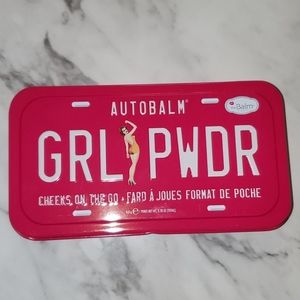 AUTOBALM®
theBalm
GRL PWDR
CHEEKS ON THE GO • FARD À JOUES FORMAT DE POCHE